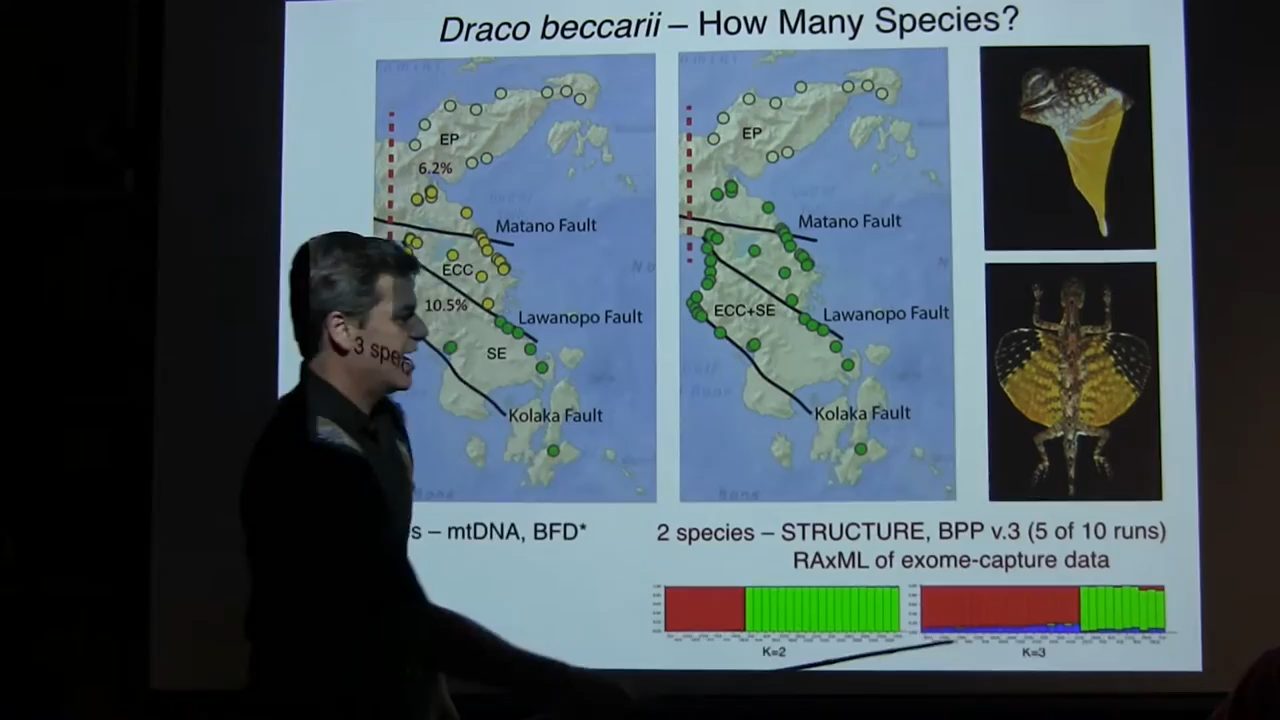 Draco beccarii – How Many Species?
EP
6.2%
Matano Fault
ECC
10.5%
Lawanopo Fault
SE
Kolaka Fault
EP
Matano Fault
ECC+SE
Lawanopo Fault
Kolaka Fault
3 spec
s – mtDNA, BFD*
2 species – STRUCTURE, BPP v.3 (5 of 10 runs)
RAxML of exome-capture data
K=2
K=3